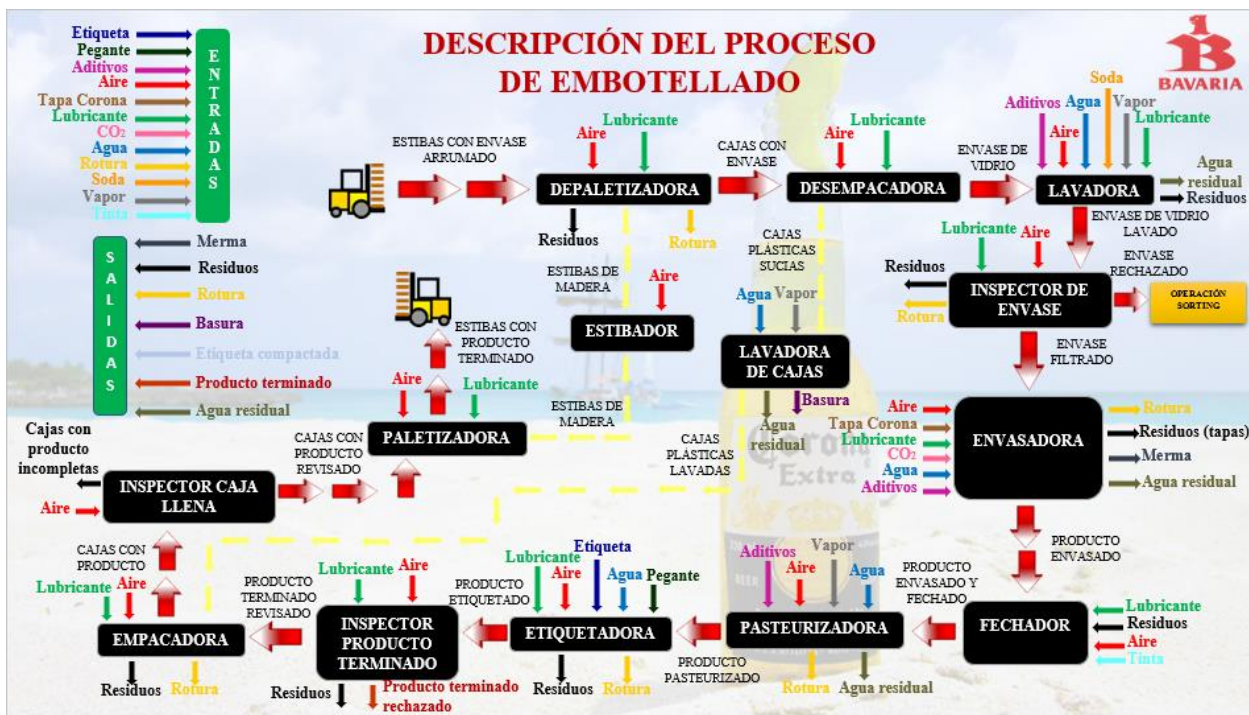 DESCRIPCIÓN DEL PROCESO
DE EMBOTELLADO
BAVARIA
Etiqueta
Pegante
Aditivos
Aire
Tapa Corona
Lubricante
CO₂
Agua
Rotura
Soda
Vapor
Tinta
ENTRADAS
SALIDAS
Merma
Residuos
Rotura
Basura
Etiqueta compactada
Producto terminado
Agua residual
ESTIBAS CON ENVASE
ARRUMADO
Aire
Lubricante
DEPALETIZADORA
Residuos
Rotura
CAJAS CON
ENVASE
Aire
Lubricante
DESEMPACADORA
ENVASE DE
VIDRIO
Aditivos
Aire
Agua
Soda
Vapor
Lubricante
LAVADORA
Agua
residual
Residuos
ENVASE DE VIDRIO
LAVADO
Lubricante
Aire
Residuos
Rotura
INSPECTOR DE
ENVASE
ENVASE
RECHAZADO
OPERACIÓN
SORTING
ENVASE
FILTRADO
ESTIBAS DE
MADERA
Aire
ESTIBADOR
ESTIBAS DE
MADERA
CAJAS
PLÁSTICAS
SUCIAS
Agua
Vapor
LAVADORA
DE CAJAS
Agua
residual
Basura
CAJAS
PLÁSTICAS
LAVADAS
Corona
Extra
BEER
Aire
Tapa Corona
Lubricante
CO₂
Agua
Aditivos
ENVASADORA
Rotura
Residuos (tapas)
Merma
Agua residual
PRODUCTO
ENVASADO
FECHADOR
Lubricante
Residuos
Aire
Tinta
PRODUCTO
ENVASADO Y
FECHADO
Aditivos
Aire
Vapor
Agua
PASTEURIZADORA
Rotura
Agua residual
PRODUCTO
PASTEURIZADO
Lubricante
Aire
Etiqueta
Agua
Pegante
ETIQUETADORA
Residuos
Rotura
PRODUCTO
ETIQUETADO
Lubricante
Aire
INSPECTOR
PRODUCTO
TERMINADO
Residuos
Producto terminado
rechazado
PRODUCTO
TERMINADO
REVISADO
Lubricante
Aire
EMPACADORA
Residuos
Rotura
CAJAS CON
PRODUCTO
Cajas con
producto
incompletas
Aire
INSPECTOR CAJA
LLENA
CAJAS CON
PRODUCTO
REVISADO
Aire
Lubricante
PALETIZADORA
ESTIBAS CON
PRODUCTO
TERMINADO